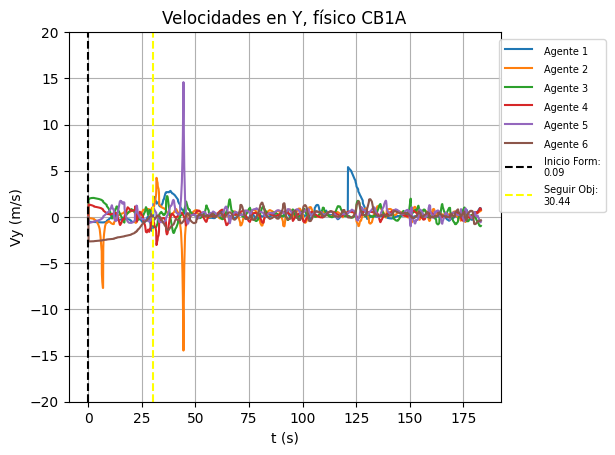 Velocidades en Y, físico CB1A
20
15
10
5
0
−5
−10
−15
−20
Vy (m/s)
0
25
50
75
100
125
150
175
t (s)
Agente 1
Agente 2
Agente 3
Agente 4
Agente 5
Agente 6
Inicio Form:
0.09
Seguir Obj:
30.44